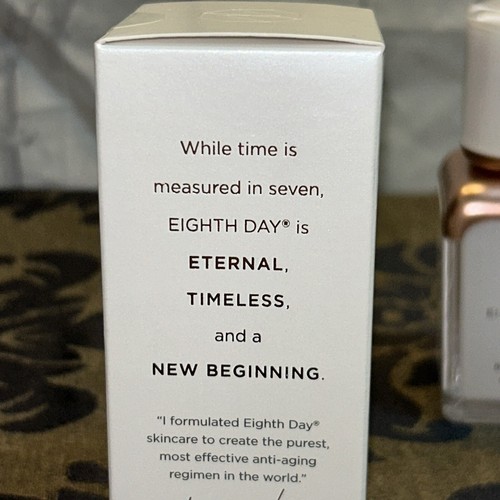 While time is
measured in seven,
EIGHTH DAY® is
ETERNAL,
TIMELESS,
and a
NEW BEGINNING.
"I formulated Eighth Day®
skincare to create the purest,
most effective anti-aging
regimen in the world."